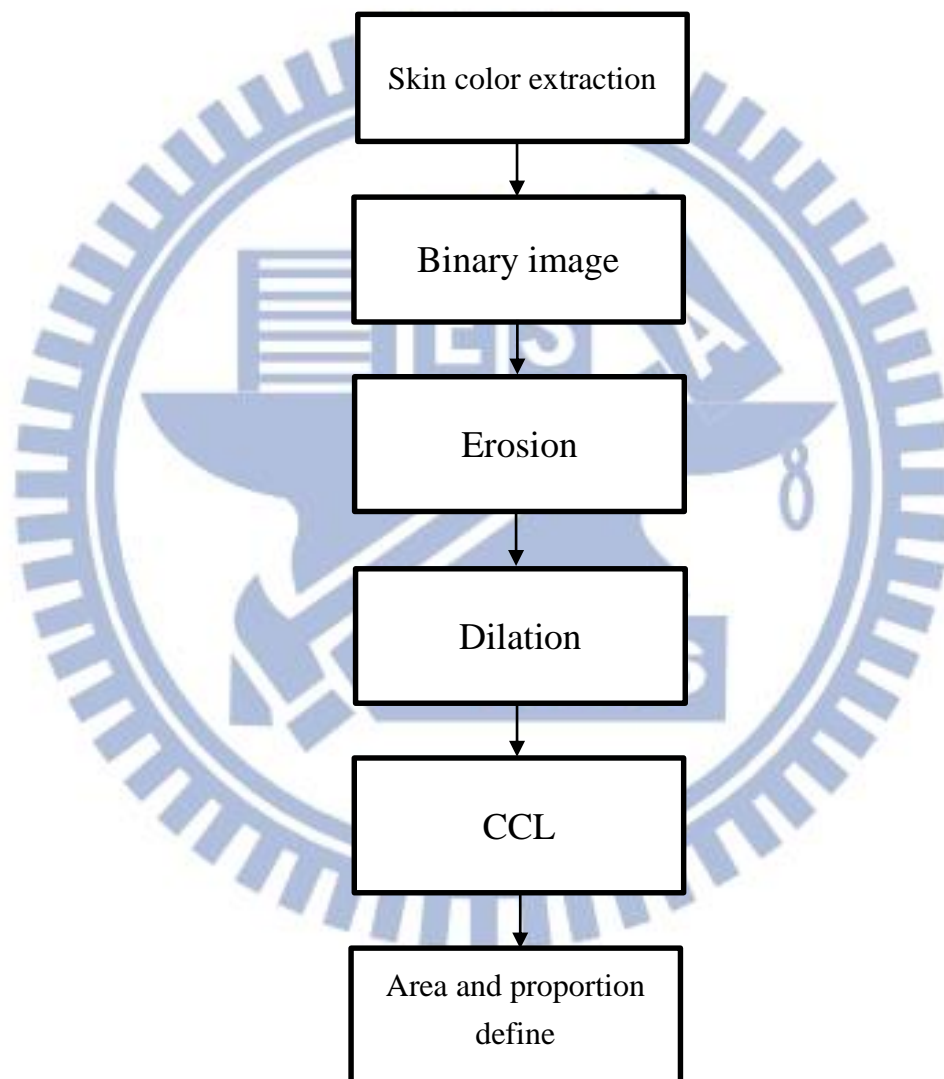 Skin color extraction
Binary image
E S A
Erosion
Dilation
S
CCL
Area and proportion
define